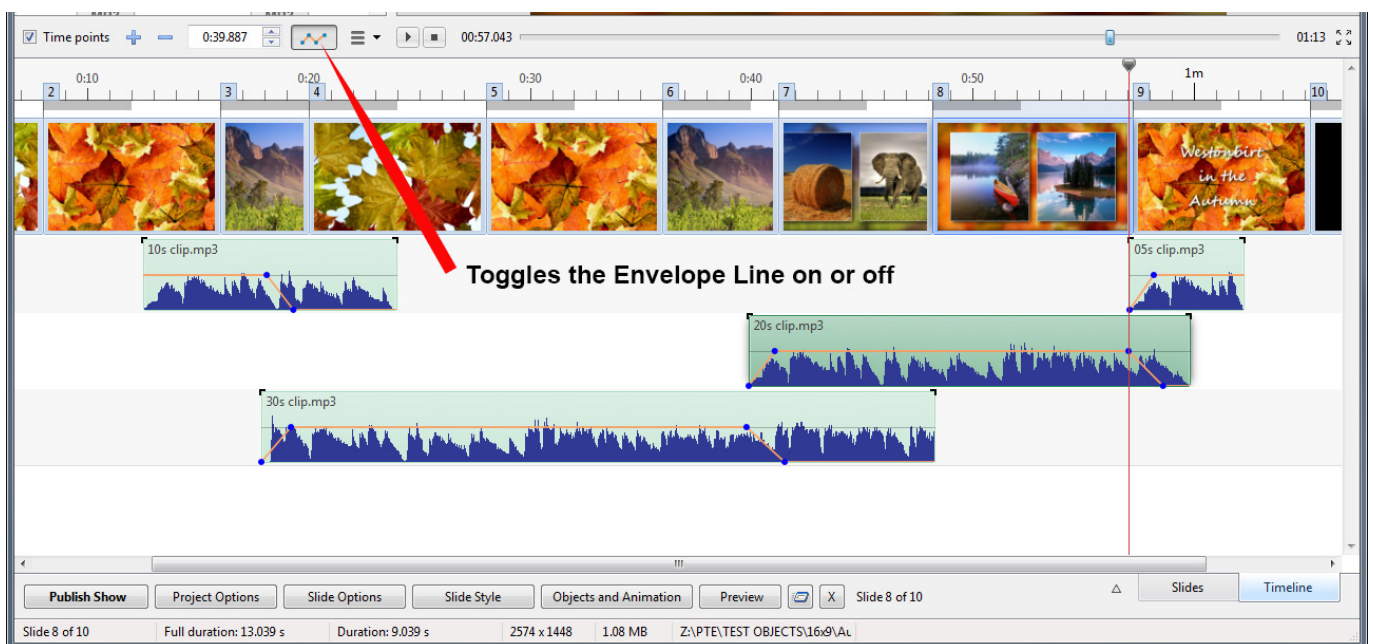 Time points
0:39.887
00:57.043
01:13
0:10
0:20
0:30
0:40
0:50
1m
2
3
4
5
6
7
8
9
10
Westonbirt
in the
Autumn
10s clip.mp3
05s clip.mp3
Toggles the Envelope Line on or off
20s clip.mp3
30s clip.mp3
Publish Show
Project Options
Slide Options
Slide Style
Objects and Animation
Preview
X
Slide 8 of 10
Slides
Timeline
Slide 8 of 10
Full duration: 13.039 s
Duration: 9.039 s
2574 x 1448
1.08 MB
Z:\PTE\TEST OBJECTS\16x9\Au